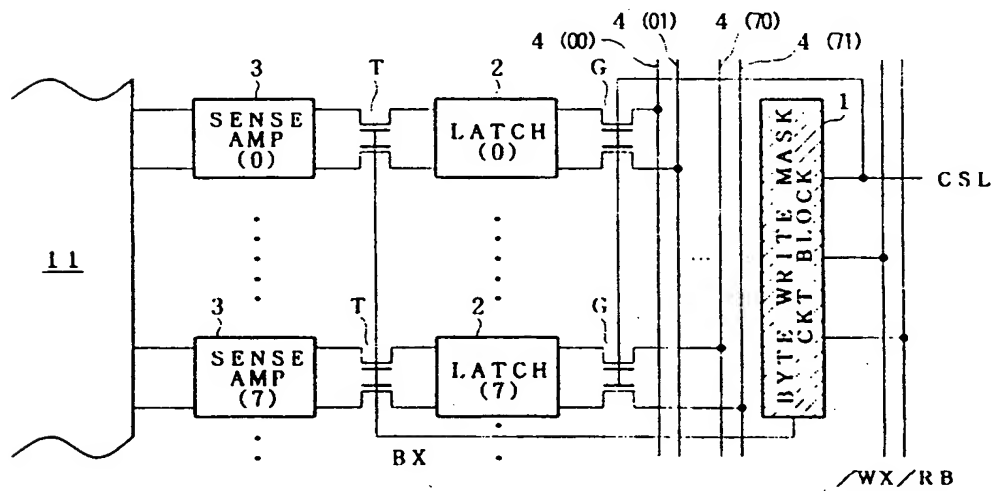 4 (00)
4 (01)
4 (70)
4 (71)
3
T
2
G
1
SENSE
AMP
(0)
LATCH
(0)
BYTE WRITE MASK
CKT BLOCK
CSL
11
...
3
T
2
G
SENSE
AMP
(7)
LATCH
(7)
BX
/WX
/RB